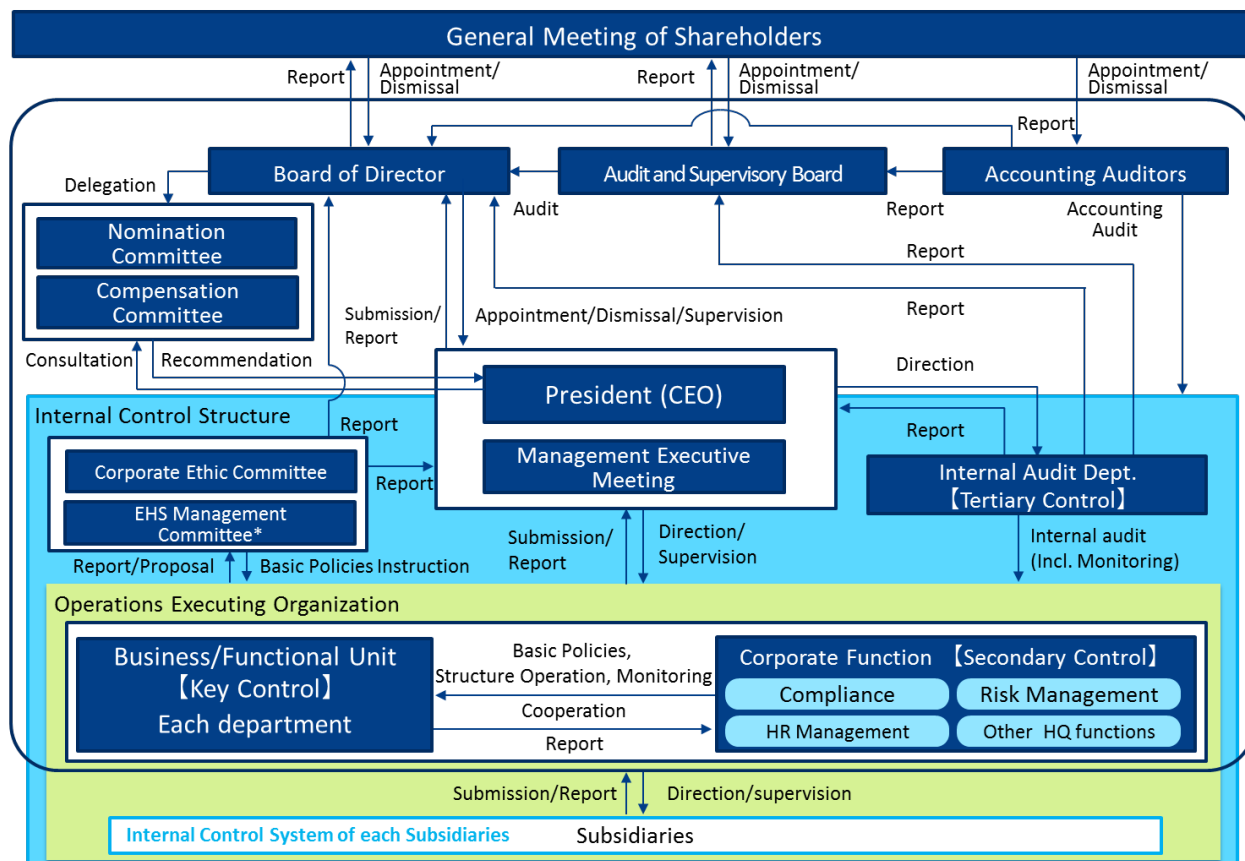 General Meeting of Shareholders
Report
Appointment/
Dismissal
Report
Appointment/
Dismissal
Appointment/
Dismissal
Report
Board of Director
Audit and Supervisory Board
Accounting Auditors
Delegation
Audit
Report
Accounting
Audit
Nomination
Committee
Compensation
Committee
Report
Report
Submission/
Report
Appointment/Dismissal/Supervision
Consultation
Recommendation
Direction
President (CEO)
Internal Control Structure
Report
Report
Corporate Ethic Committee
Report
Management Executive
Meeting
Internal Audit Dept.
【Tertiary Control】
EHS Management
Committee*
Submission/
Report
Direction/
Supervision
Internal audit
(Incl. Monitoring)
Report/Proposal
Basic Policies Instruction
Operations Executing Organization
Business/Functional Unit
【Key Control】
Each department
Basic Policies,
Structure Operation, Monitoring
Cooperation
Report
Corporate Function 【Secondary Control】
Compliance
Risk Management
HR Management
Other HQ functions
Submission/Report
Direction/supervision
Internal Control System of each Subsidiaries
Subsidiaries